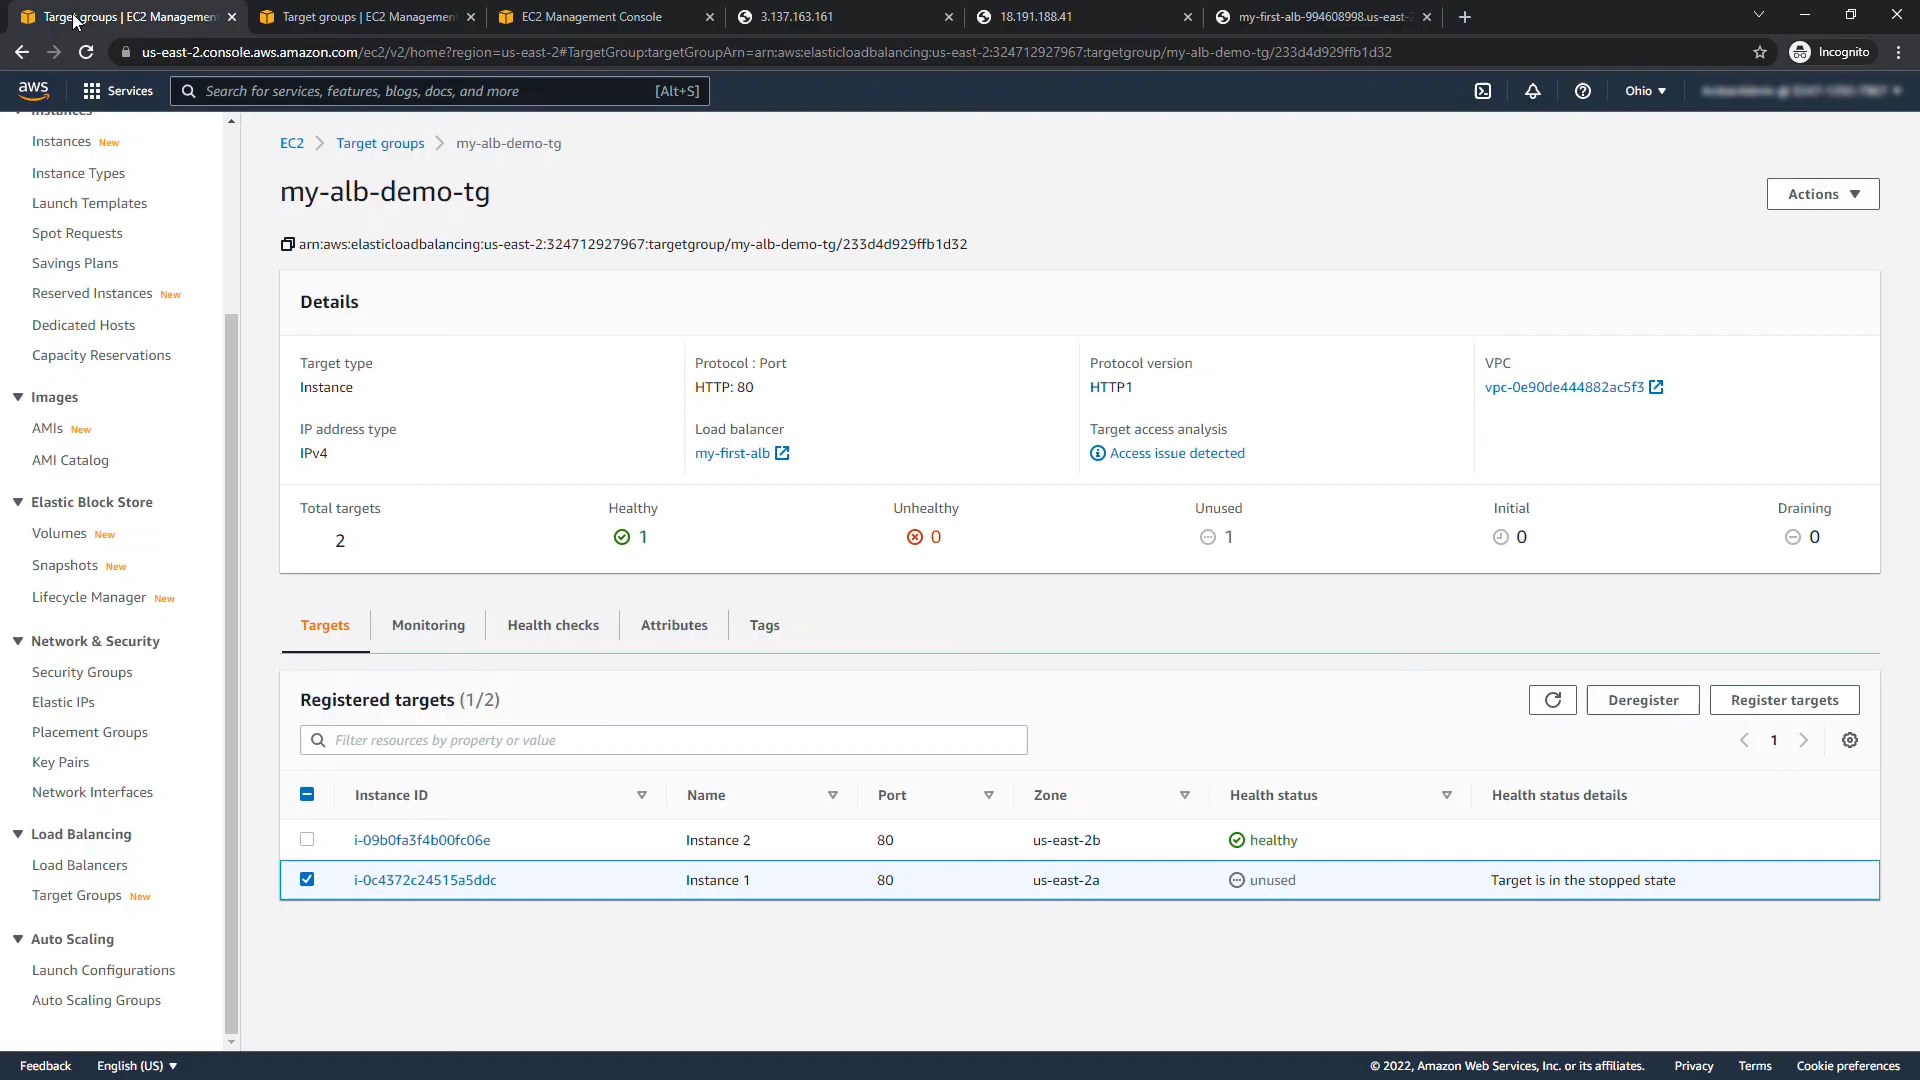 Target groups | EC2 Management
Target groups | EC2 Management
EC2 Management Console
3.137.163.161
18.191.188.41
my-first-alb-994608998.us-east-2
us-east-2.console.aws.amazon.com/ec2/v2/home?region=us-east-2#TargetGroup:targetGroupArn=arn:aws:elasticloadbalancing:us-east-2:324712927967:targetgroup/my-alb-demo-tg/233d4d929ffb1d32
Incognito
aws
Services
Search for services, features, blogs, docs, and more
[Alt+S]
Ohio
Instances
Instances New
Instance Types
Launch Templates
Spot Requests
Savings Plans
Reserved Instances New
Dedicated Hosts
Capacity Reservations
Images
AMIs New
AMI Catalog
Elastic Block Store
Volumes New
Snapshots New
Lifecycle Manager New
Network & Security
Security Groups
Elastic IPs
Placement Groups
Key Pairs
Network Interfaces
Load Balancing
Load Balancers
Target Groups New
Auto Scaling
Launch Configurations
Auto Scaling Groups
EC2
Target groups
my-alb-demo-tg
my-alb-demo-tg
Actions
arn:aws:elasticloadbalancing:us-east-2:324712927967:targetgroup/my-alb-demo-tg/233d4d929ffb1d32
Details
Target type
Instance
Protocol : Port
HTTP: 80
Protocol version
HTTP1
VPC
vpc-0e90de444882ac5f3
IP address type
IPv4
Load balancer
my-first-alb
Target access analysis
Access issue detected
Total targets
2
Healthy
1
Unhealthy
0
Unused
1
Initial
0
Draining
0
Targets
Monitoring
Health checks
Attributes
Tags
Registered targets (1/2)
Deregister
Register targets
Filter resources by property or value
1
Instance ID
Name
Port
Zone
Health status
Health status details
i-09b0fa3f4b00fc06e
Instance 2
80
us-east-2b
healthy
i-0c4372c24515a5ddc
Instance 1
80
us-east-2a
unused
Target is in the stopped state
Feedback
English (US)
© 2022, Amazon Web Services, Inc. or its affiliates.
Privacy
Terms
Cookie preferences